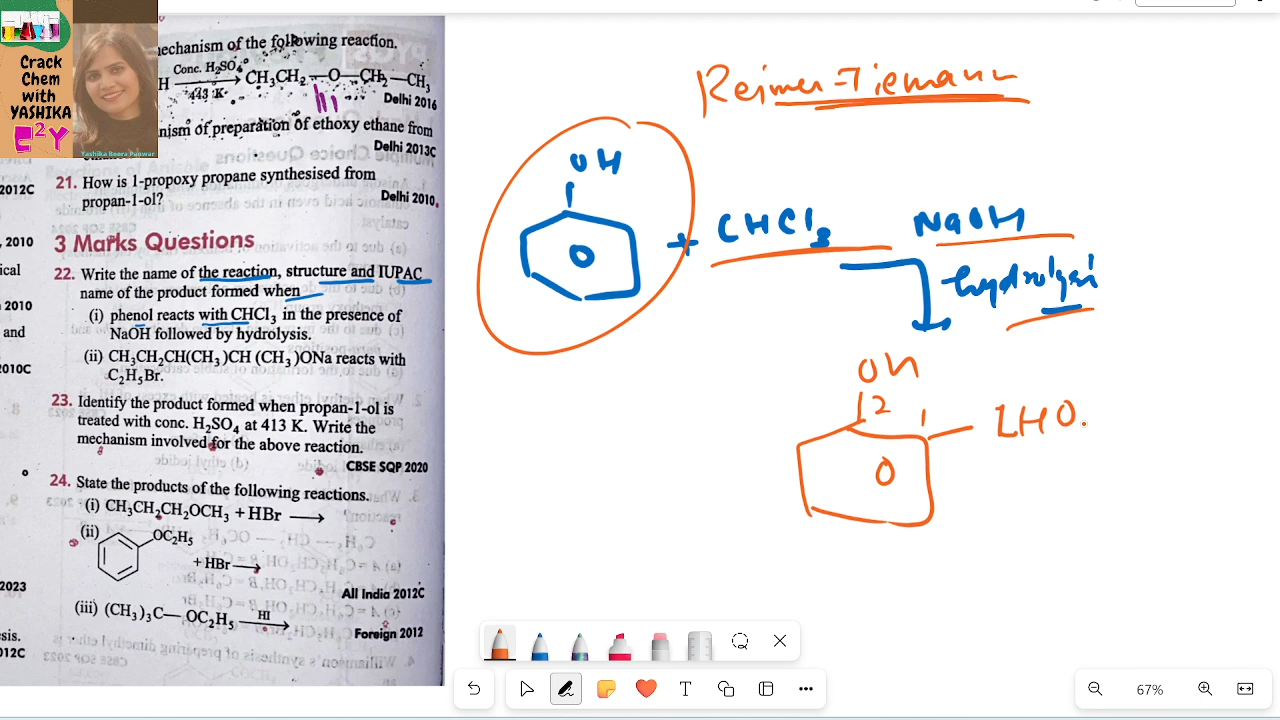 Crack
Chem
with
YASHIKA
E²Y
Yashika Boora Panwar
mechanism of the following reaction.
H Conc. H₂SO₄ 413 K CH₃CH₂—O—CH₂—CH₃
Delhi 2016
of preparation of ethoxy ethane from
Delhi 2013C
2012C
21. How is 1-propoxy propane synthesised from
propan-1-ol?
Delhi 2010
, 2010
3 Marks Questions
ical
22. Write the name of the reaction, structure and IUPAC
name of the product formed when
2010
(i) phenol reacts with CHCl₃ in the presence of
and
NaOH followed by hydrolysis.
(ii) CH₃CH₂CH(CH₃)CH (CH₃)ONa reacts with
2010C
C₂H₅Br.
23. Identify the product formed when propan-1-ol is
treated with conc. H₂SO₄ at 413 K. Write the
mechanism involved for the above reaction.
CBSE SQP 2020
24. State the products of the following reactions.
(i) CH₃CH₂CH₂OCH₃ + HBr ⟶
(ii) OC₂H₅
+ HBr ⟶
2023
All India 2012C
(iii) (CH₃)₃C— OC₂H₅ HI ⟶
Foreign 2012
esis.
012C
Reimer-Tiemann
OH
+ CHCl₃ NaOH
hydrolysis
OH
2 1 CHO
67%